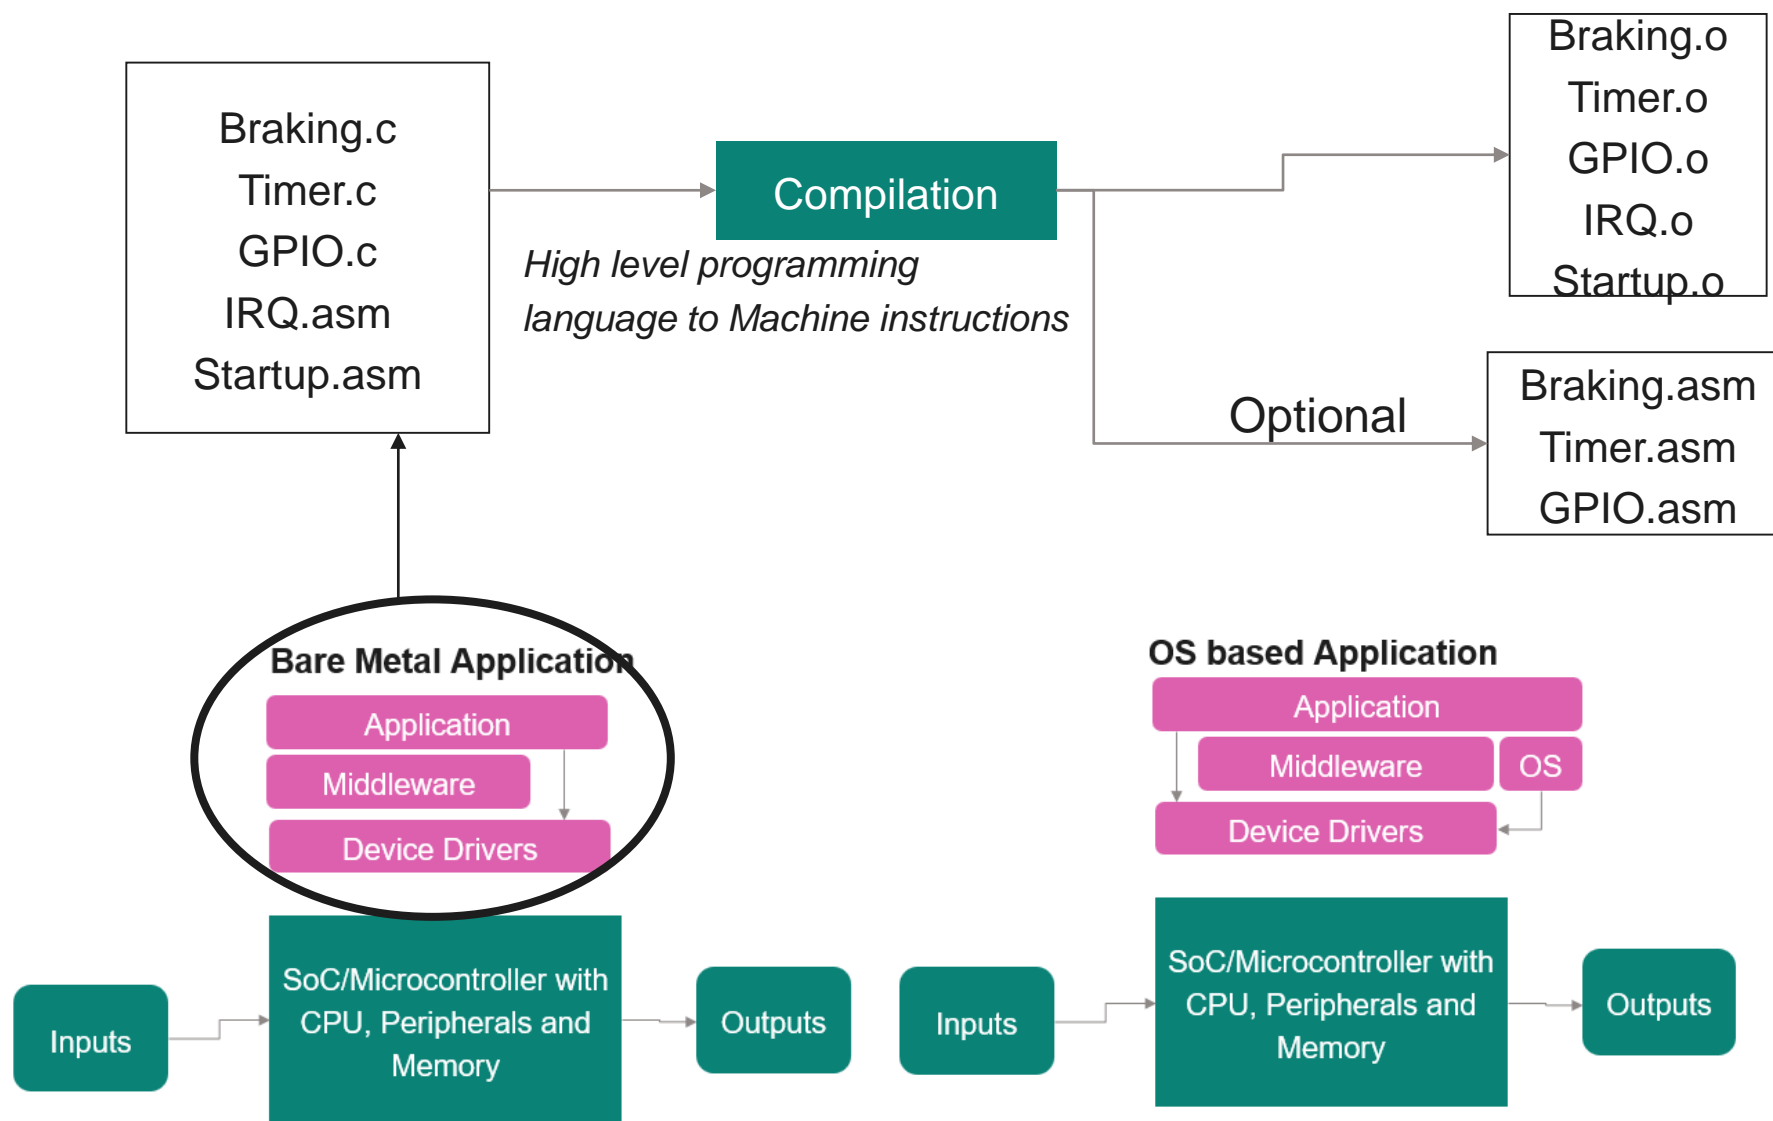 Braking.c
Timer.c
GPIO.c
IRQ.asm
Startup.asm
Compilation
High level programming
language to Machine instructions
Braking.o
Timer.o
GPIO.o
IRQ.o
Startup.o
Optional
Braking.asm
Timer.asm
GPIO.asm
Bare Metal Application
Application
Middleware
Device Drivers
Inputs
SoC/Microcontroller with
CPU, Peripherals and
Memory
Outputs
OS based Application
Application
Middleware
OS
Device Drivers
Inputs
SoC/Microcontroller with
CPU, Peripherals and
Memory
Outputs